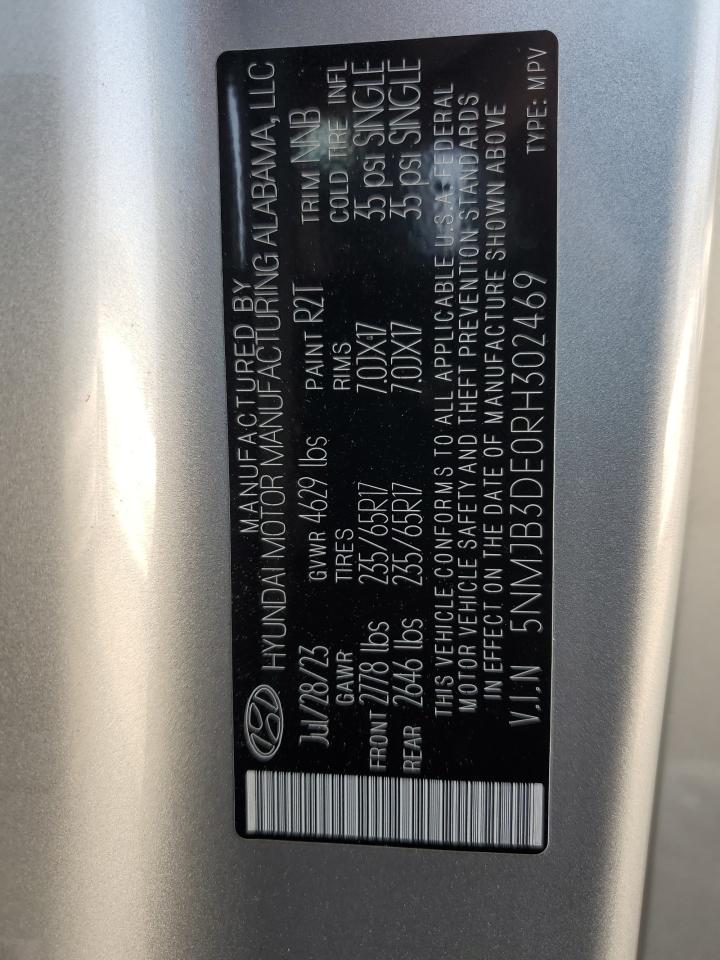 MANUFACTURED BY
HYUNDAI MOTOR MANUFACTURING ALABAMA, LLC
Jul/28/23 GVWR 4629 lbs PAINT R2T TRIM NNB
GAWR TIRES RIMS COLD TIRE INFL
FRONT 2778 lbs 235/65R17 7.0JX17 35 psi SINGLE
REAR 2646 lbs 235/65R17 7.0JX17 35 psi SINGLE
THIS VEHICLE CONFORMS TO ALL APPLICABLE U.S.A. FEDERAL
MOTOR VEHICLE SAFETY AND THEFT PREVENTION STANDARDS
IN EFFECT ON THE DATE OF MANUFACTURE SHOWN ABOVE
V.I.N 5NMJB3DE0RH302469
TYPE: MPV